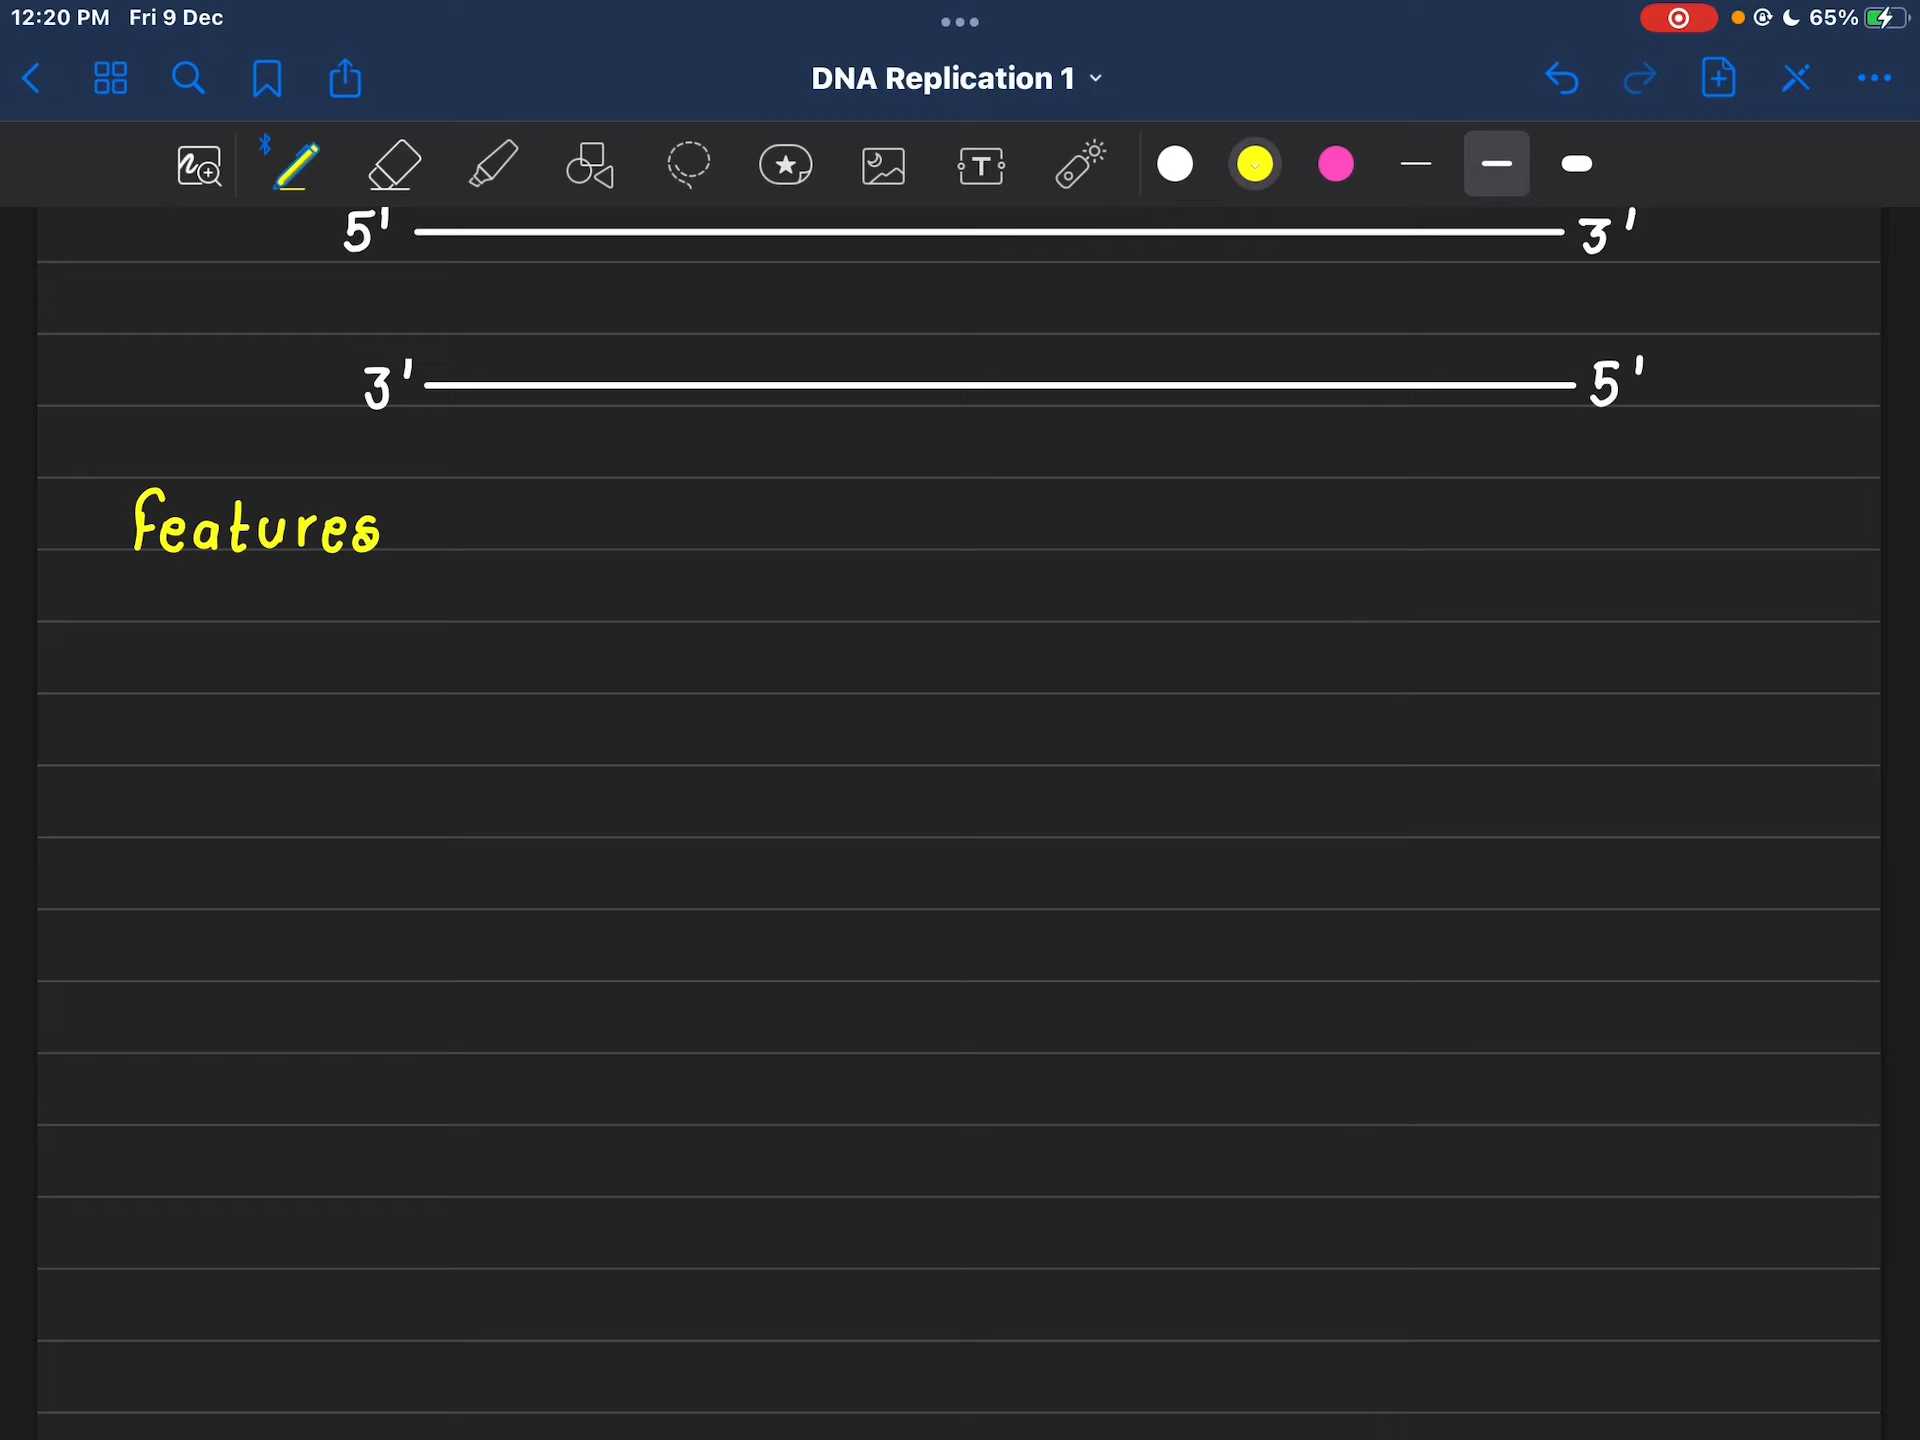 12:20 PM Fri 9 Dec
65%
DNA Replication 1
T
5' 3'
3' 5'
features